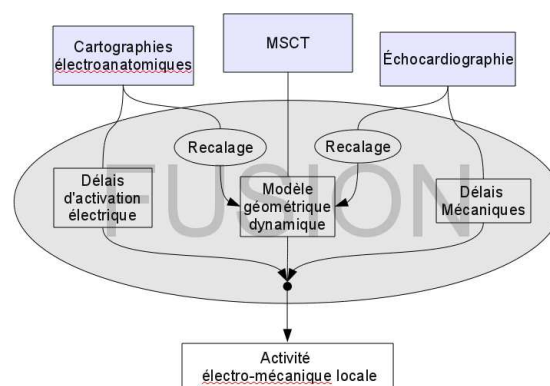 Cartographies
électroanatomiques
MSCT
Échocardiographie
Recalage
Recalage
FUSION
Délais
d'activation
électrique
Modèle
géométrique
dynamique
Délais
Mécaniques
Activité
électro-mécanique locale